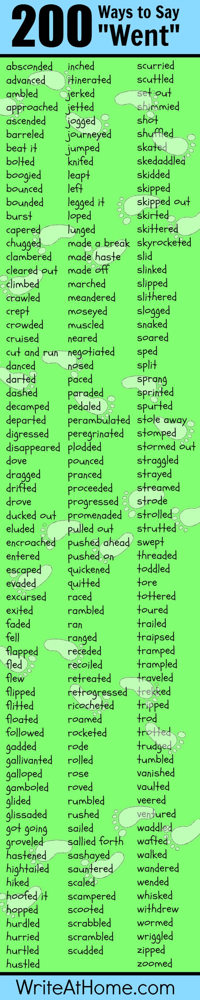 200 Ways to Say
"Went"
absconded
advanced
ambled
approached
ascended
barreled
beat it
bolted
boogied
bounced
bounded
burst
capered
chugged
clambered
cleared out
climbed
crawled
crept
crowded
cruised
cut and run
danced
darted
dashed
decamped
departed
digressed
disappeared
dove
dragged
drifted
drove
ducked out
eluded
encroached
entered
escaped
evaded
excursed
exited
faded
fell
flapped
fled
flew
flipped
flitted
floated
followed
gadded
gallivanted
galloped
gamboled
glided
glissaded
got going
groveled
hastened
hightailed
hiked
hoofed it
hopped
hurdled
hurried
hurtled
hustled
inched
itinerated
jerked
jetted
jogged
journeyed
jumped
knifed
leapt
left
legged it
loped
lunged
made a break
made haste
made off
marched
meandered
moseyed
muscled
neared
negotiated
nosed
paced
paraded
pedaled
perambulated
peregrinated
plodded
pounced
pranced
proceeded
progressed
promenaded
pulled out
pushed ahead
pushed on
quickened
quitted
raced
rambled
ran
ranged
receded
recoiled
retreated
retrogressed
ricocheted
roamed
rocketed
rode
rolled
rose
roved
rumbled
rushed
sailed
sallied forth
sashayed
sauntered
scaled
scampered
scooted
scrabbled
scrambled
scudded
scurried
scuttled
set out
shimmied
shot
shuffled
skated
skedaddled
skidded
skipped
skipped out
skirted
skittered
skyrocketed
slid
slinked
slipped
slithered
slogged
snaked
soared
sped
split
sprang
sprinted
spurted
stole away
stomped
stormed out
straggled
strayed
streamed
strode
strolled
strutted
swept
threaded
toddled
tore
tottered
toured
trailed
traipsed
tramped
trampled
traveled
trekked
tripped
trod
trotted
trudged
tumbled
vanished
vaulted
veered
ventured
waddled
wafted
walked
wandered
wended
whisked
withdrew
wormed
wriggled
zipped
zoomed
WriteAtHome.com